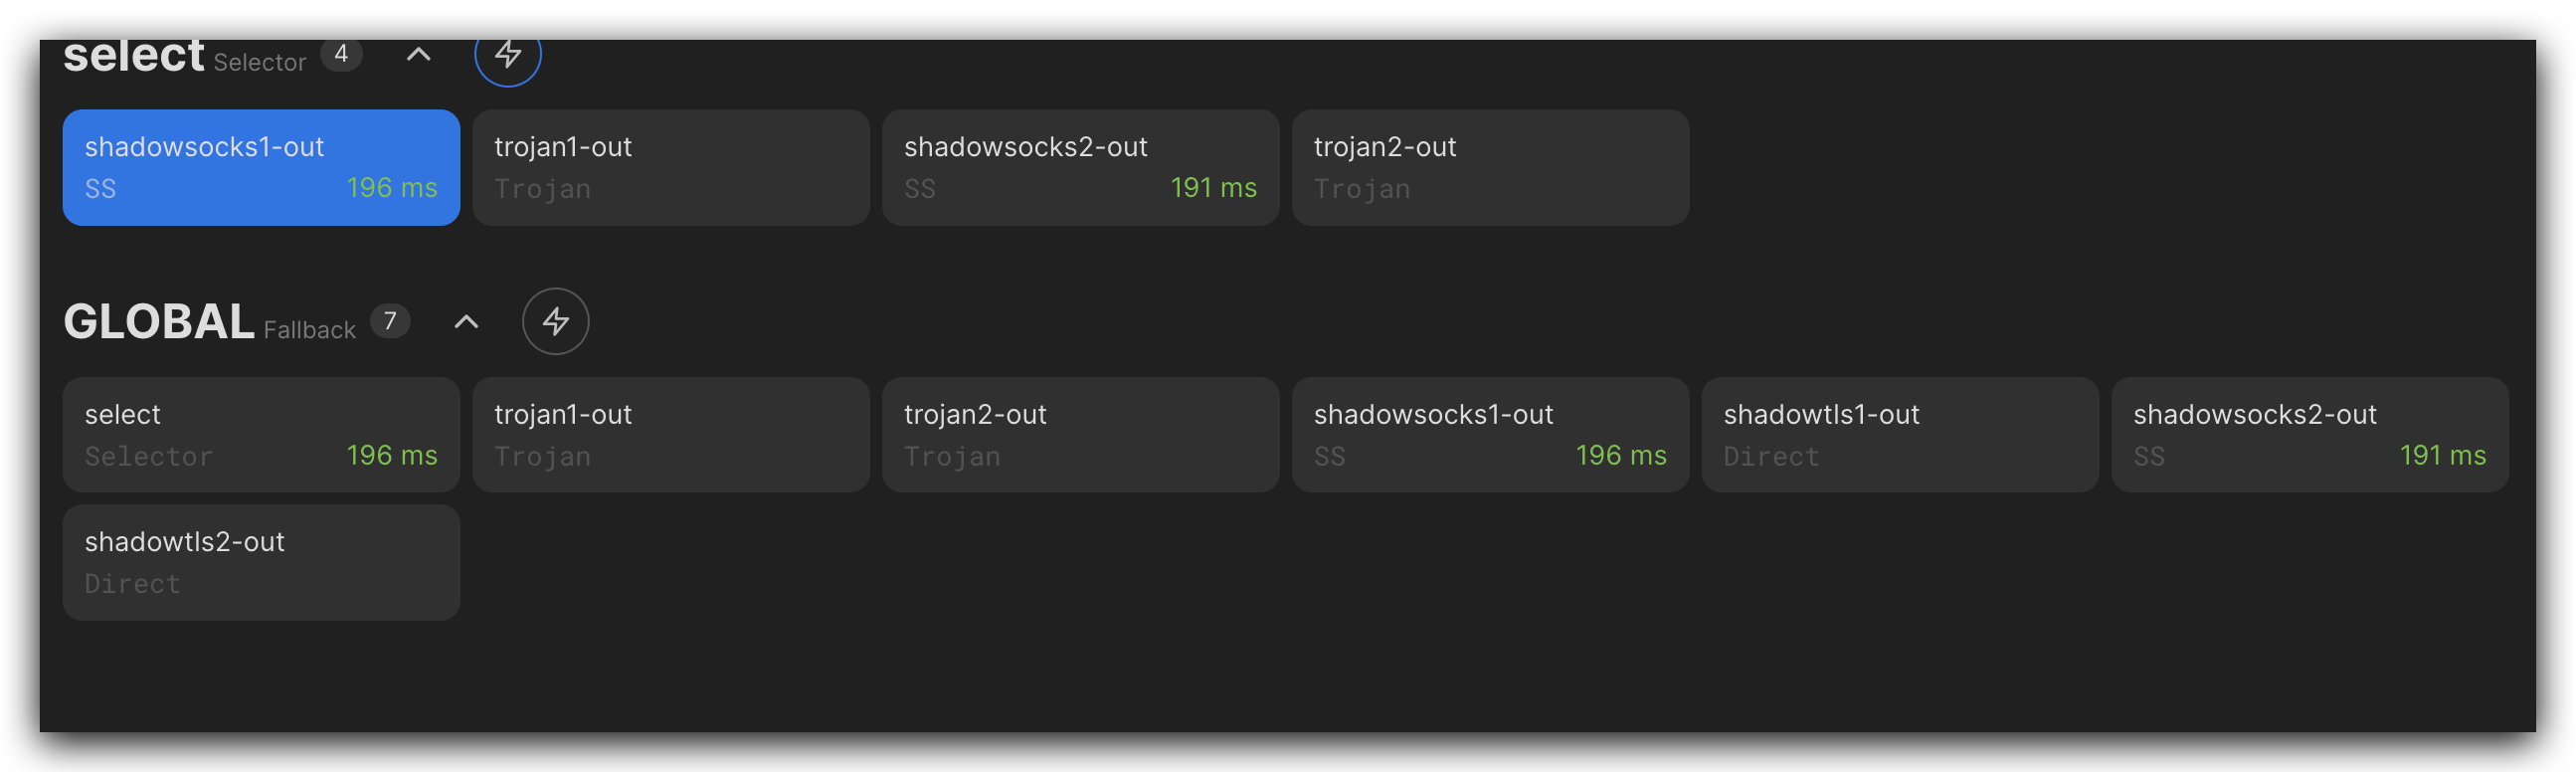 select Selector 4
shadowsocks1-out
SS 196 ms
trojan1-out
Trojan
shadowsocks2-out
SS 191 ms
trojan2-out
Trojan
GLOBAL Fallback 7
select
Selector 196 ms
trojan1-out
Trojan
trojan2-out
Trojan
shadowsocks1-out
SS 196 ms
shadowtls1-out
Direct
shadowsocks2-out
SS 191 ms
shadowtls2-out
Direct